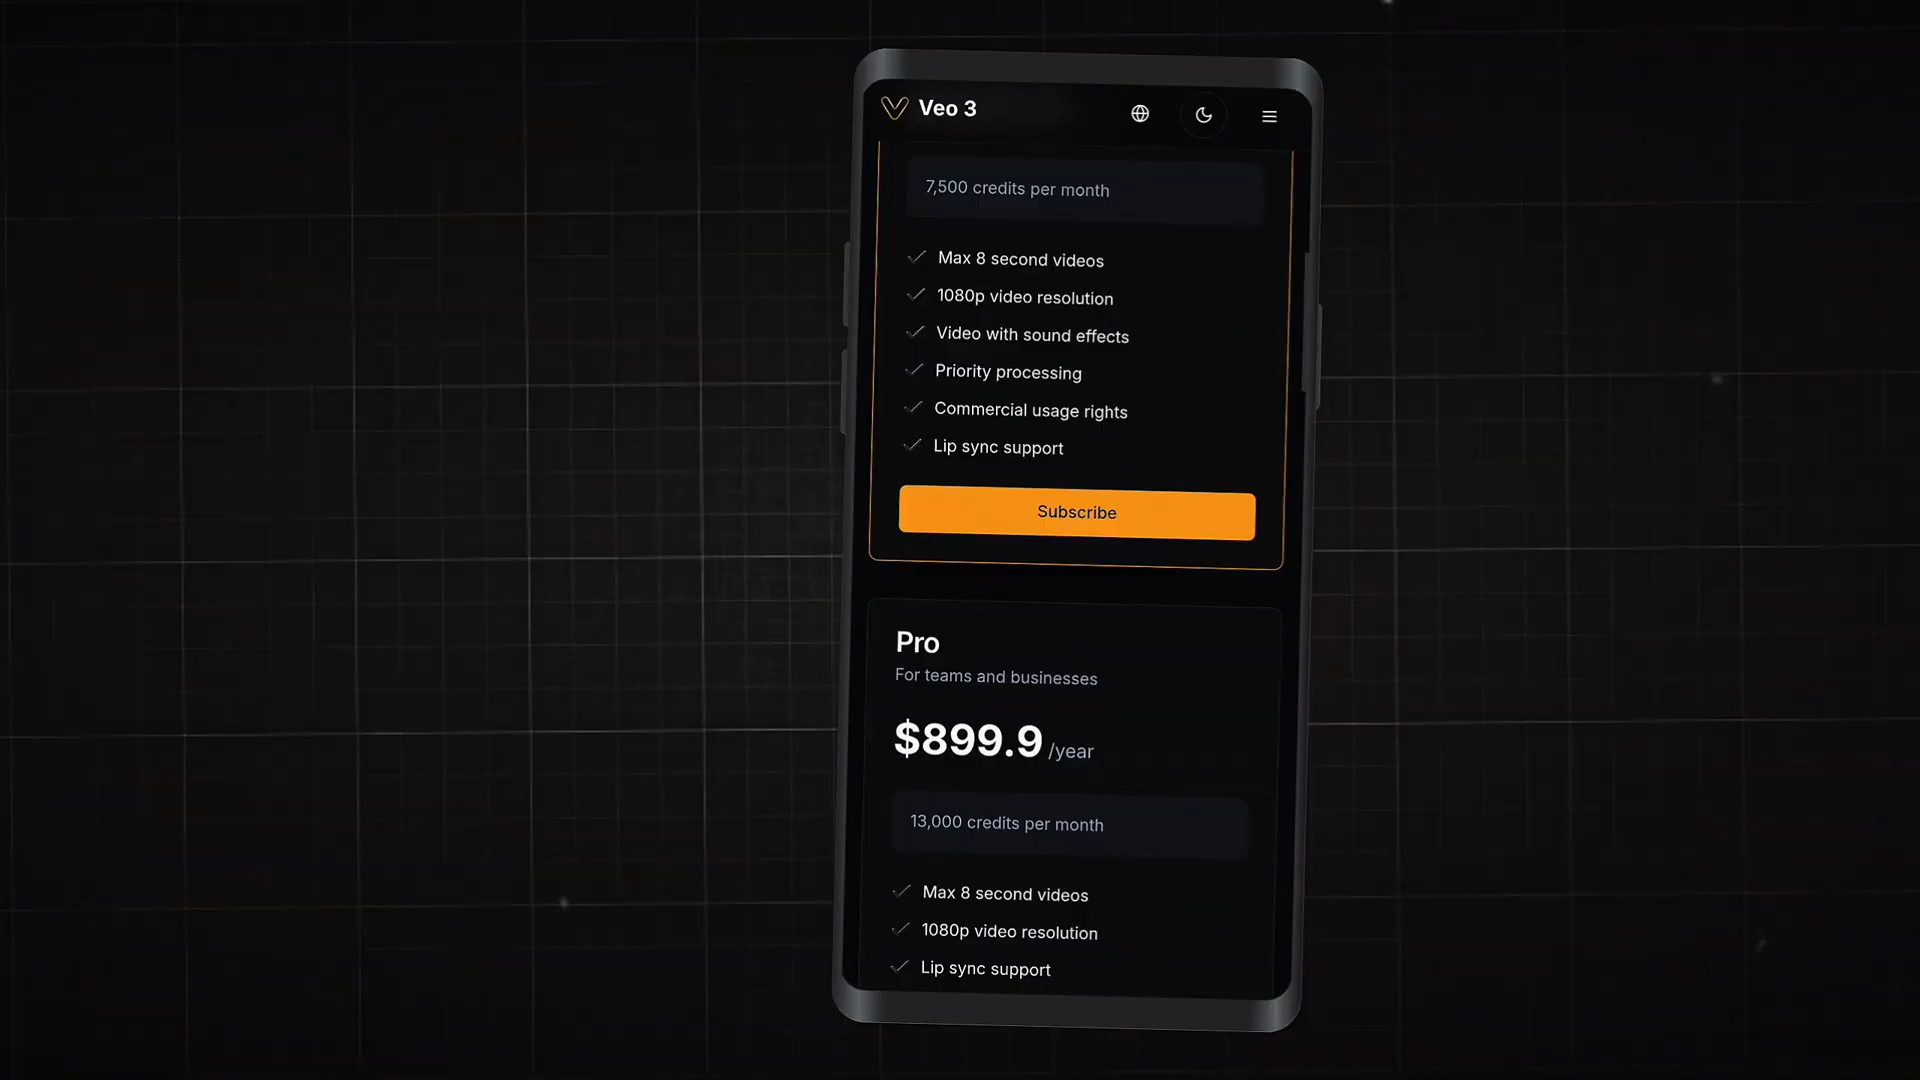 Veo 3
7,500 credits per month
Max 8 second videos
1080p video resolution
Video with sound effects
Priority processing
Commercial usage rights
Lip sync support
Subscribe
Pro
For teams and businesses
$899.9 /year
13,000 credits per month
Max 8 second videos
1080p video resolution
Lip sync support